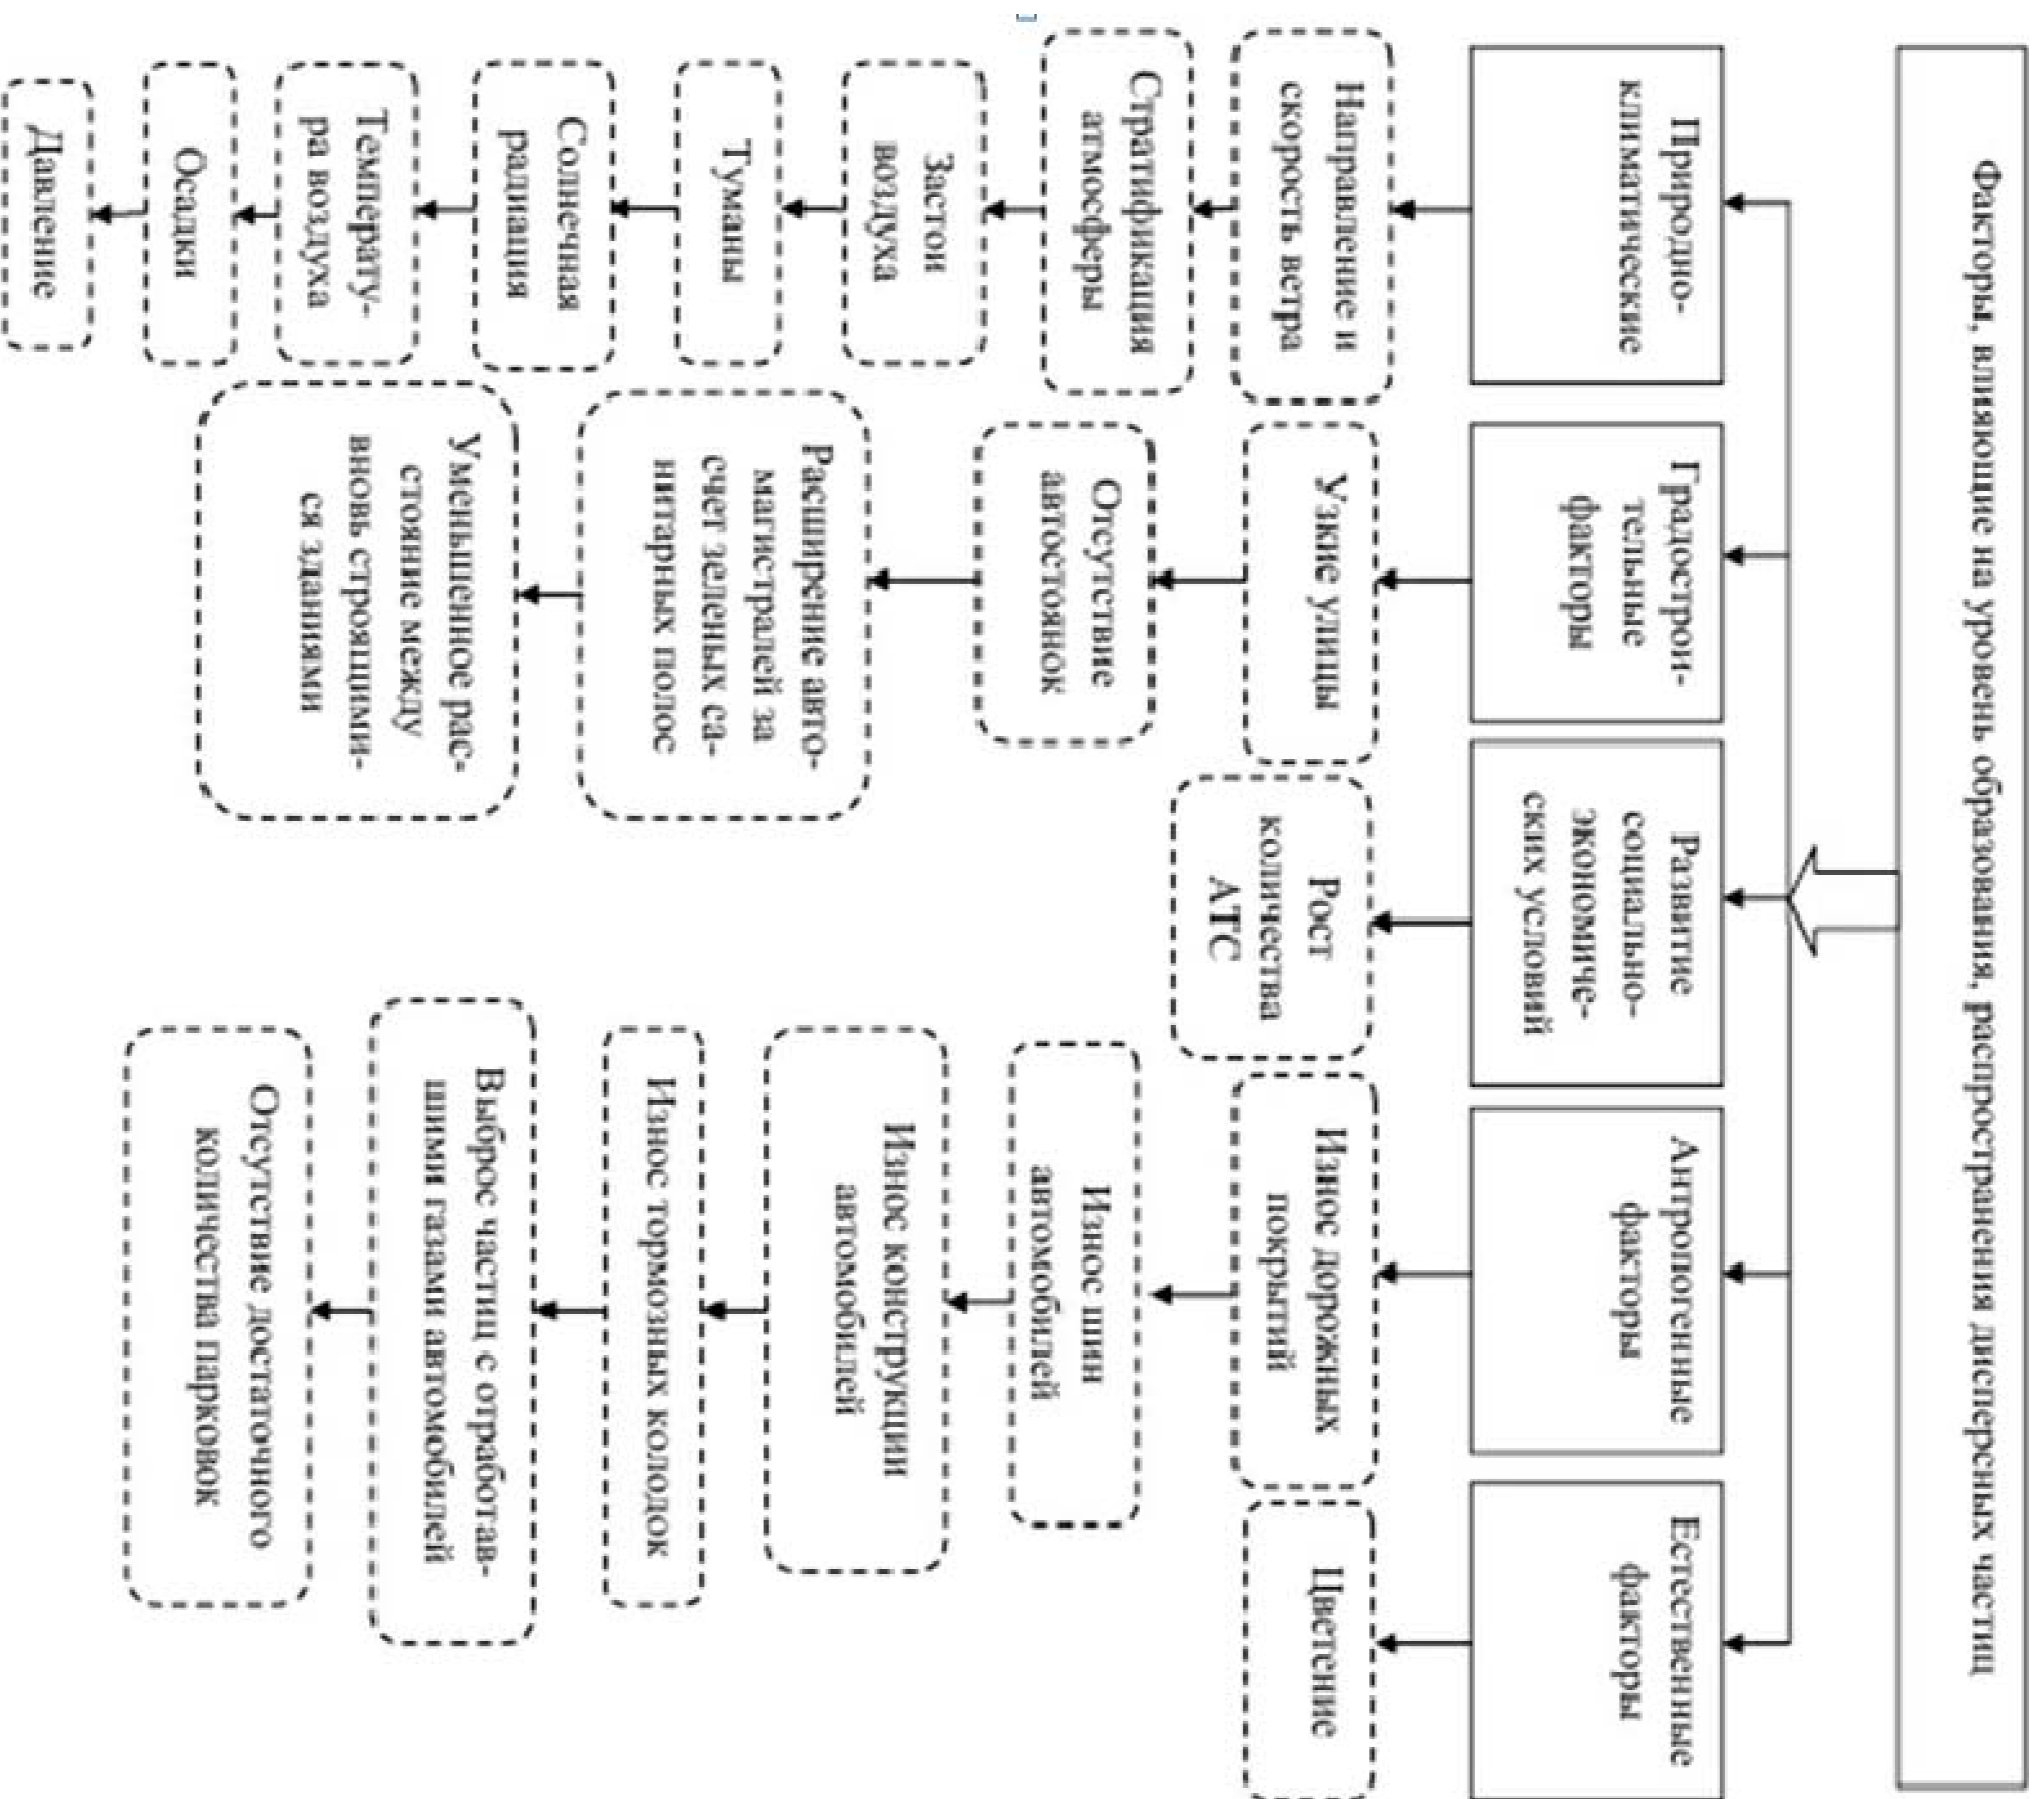 Факторы, влияющие на уровень образования, распространения дисперсных частиц
Природно-
климатические
Направление и
скорость ветра
Стратификация
атмосферы
Застой
воздуха
Туманы
Солнечная
радиация
Температу-
ра воздуха
Осадки
Давление
Градострои-
тельные
факторы
Узкие улицы
Отсутствие
автостоянок
Расширение авто-
магистралей за
счет зеленых са-
нитарных полос
Уменьшенное рас-
стояние между
вновь строящими-
ся зданиями
Развитие
социально-
экономиче-
ских условий
Рост
количества
АТС
Антропогенные
факторы
Износ дорожных
покрытий
Износ шин
автомобилей
Износ конструкции
автомобилей
Износ тормозных колодок
Выброс частиц с отработав-
шими газами автомобилей
Отсутствие достаточного
количества парковок
Естественные
факторы
Цветение